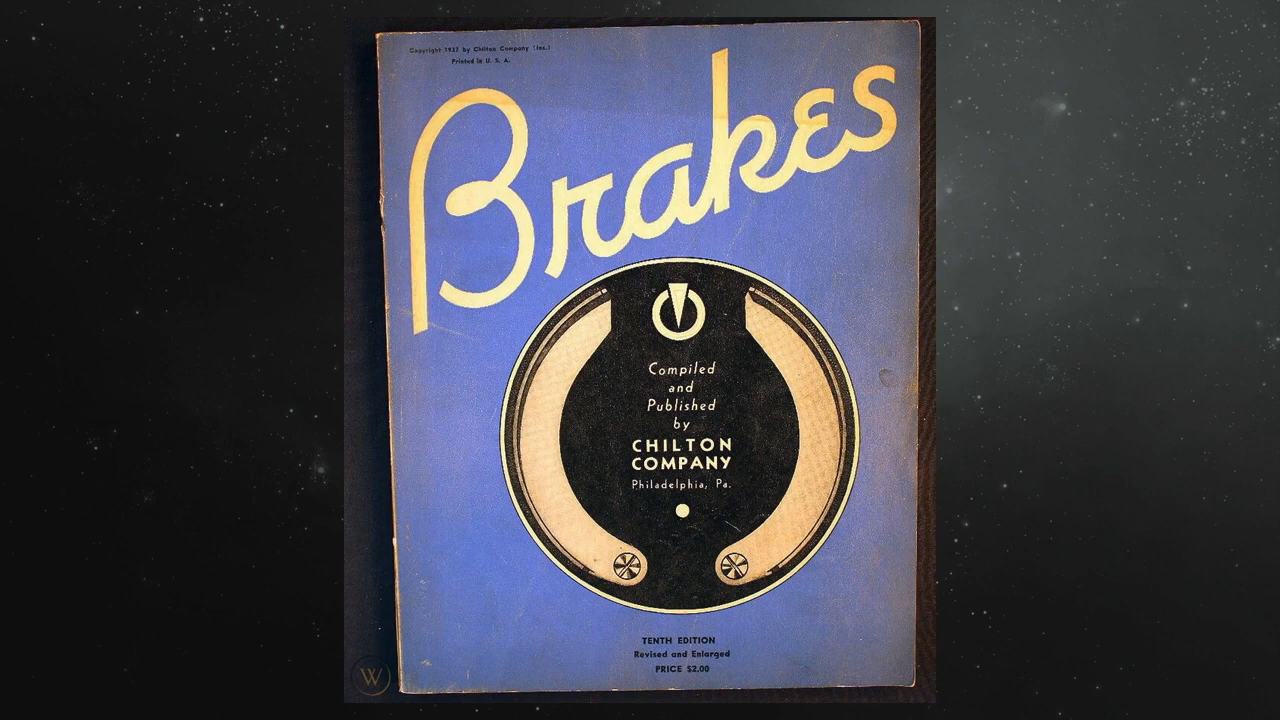 Copyright 1937 by Chilton Company (Inc.)
Printed in U. S. A.
Brakes
Compiled
and
Published
by
CHILTON
COMPANY
Philadelphia, Pa.
TENTH EDITION
Revised and Enlarged
PRICE $2.00
W